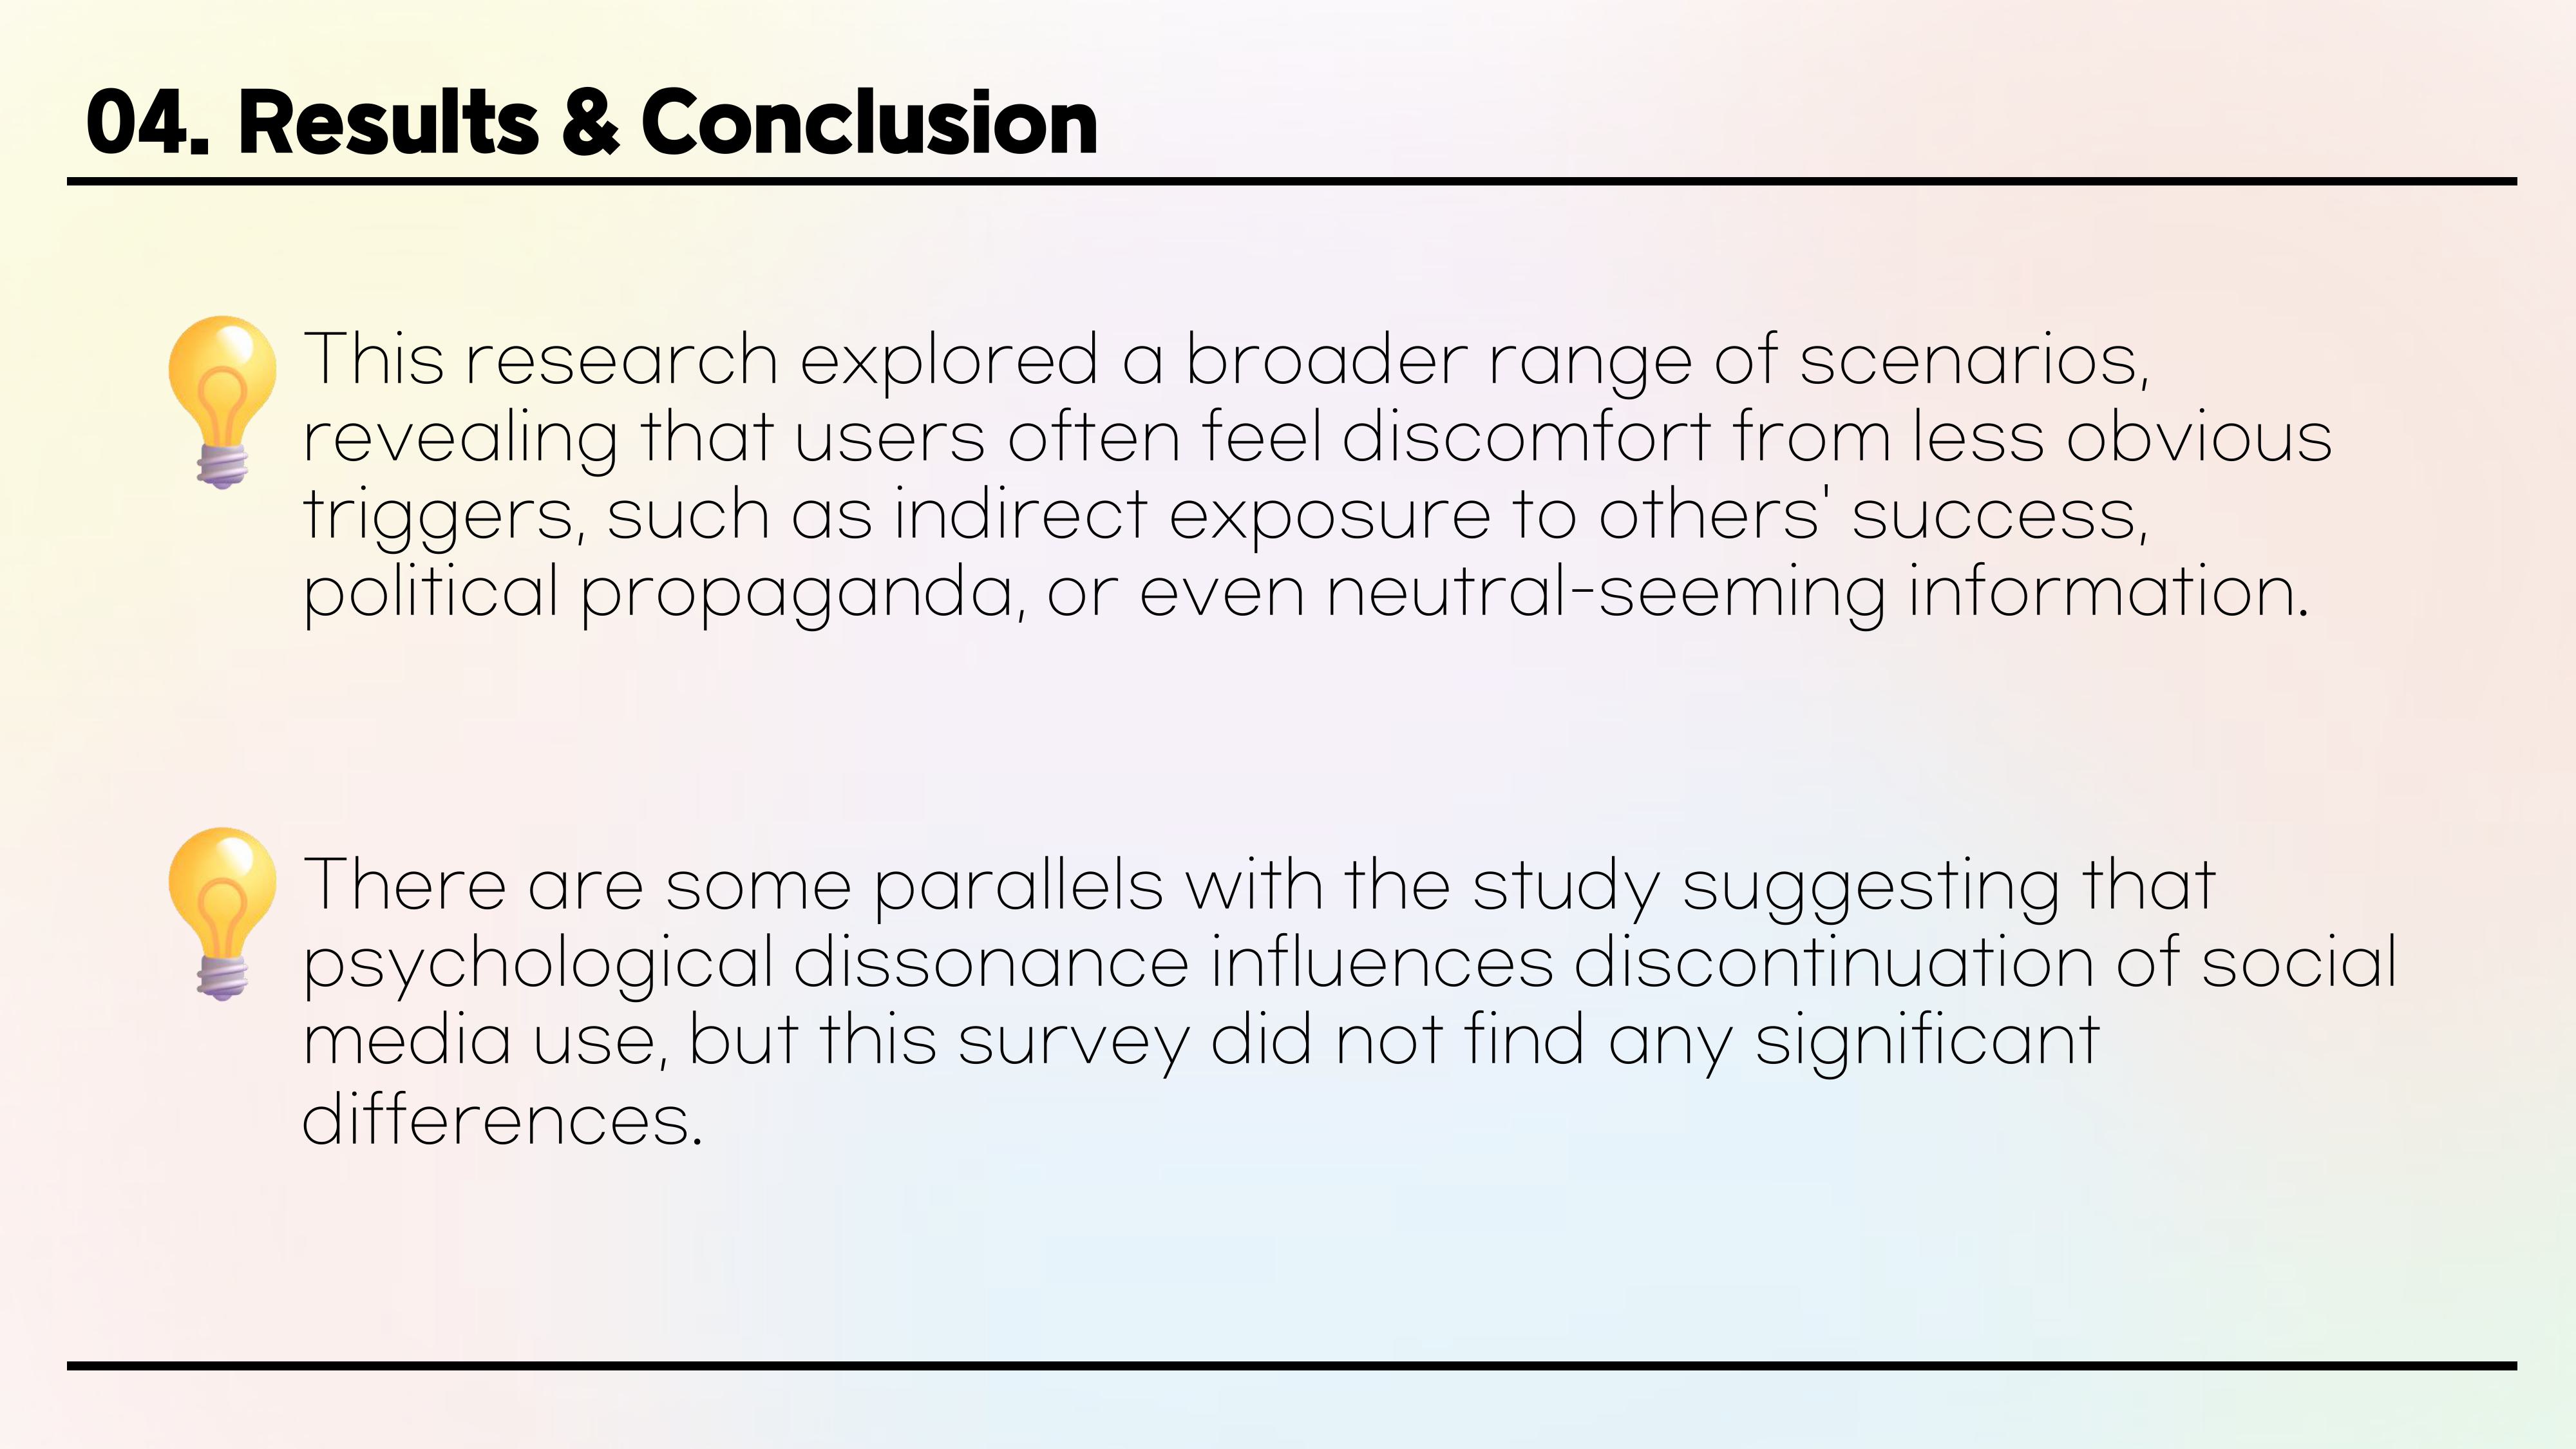 04. Results & Conclusion
This research explored a broader range of scenarios,
revealing that users often feel discomfort from less obvious
triggers, such as indirect exposure to others' success,
political propaganda, or even neutral-seeming information.
There are some parallels with the study suggesting that
psychological dissonance influences discontinuation of social
media use, but this survey did not find any significant
differences.